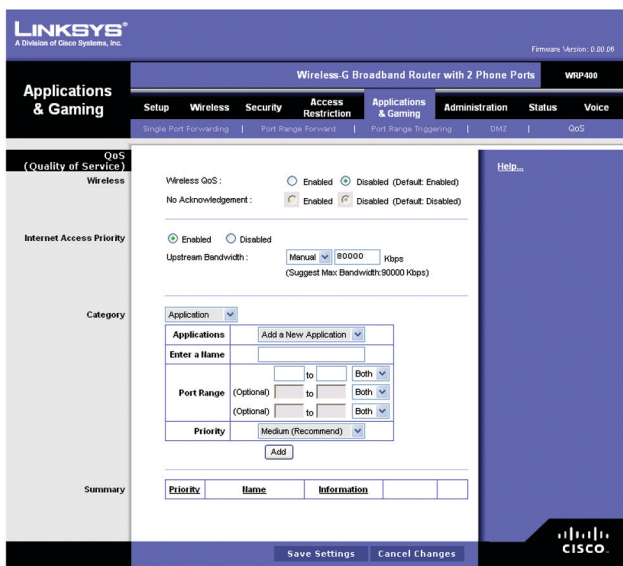 LINKSYS®
A Division of Cisco Systems, Inc.
Firmware Version: 0.00.06
Applications & Gaming
Wireless-G Broadband Router with 2 Phone Ports WRP400
Setup Wireless Security Access Restriction Applications & Gaming Administration Status Voice
Single Port Forwarding | Port Range Forward | Port Range Triggering | DMZ | QoS
QoS
(Quality of Service)
Help...
Wireless
Wireless QoS : Enabled Disabled (Default: Enabled)
No Acknowledgement : Enabled Disabled (Default: Disabled)
Internet Access Priority
Enabled Disabled
Upstream Bandwidth : Manual 80000 Kbps
(Suggest Max Bandwidth:90000 Kbps)
Category
Application
Applications Add a New Application
Enter a Name
Port Range
to Both
(Optional) to Both
(Optional) to Both
Priority Medium (Recommend)
Add
Summary
Priority Name Information
Save Settings Cancel Changes
CISCO.